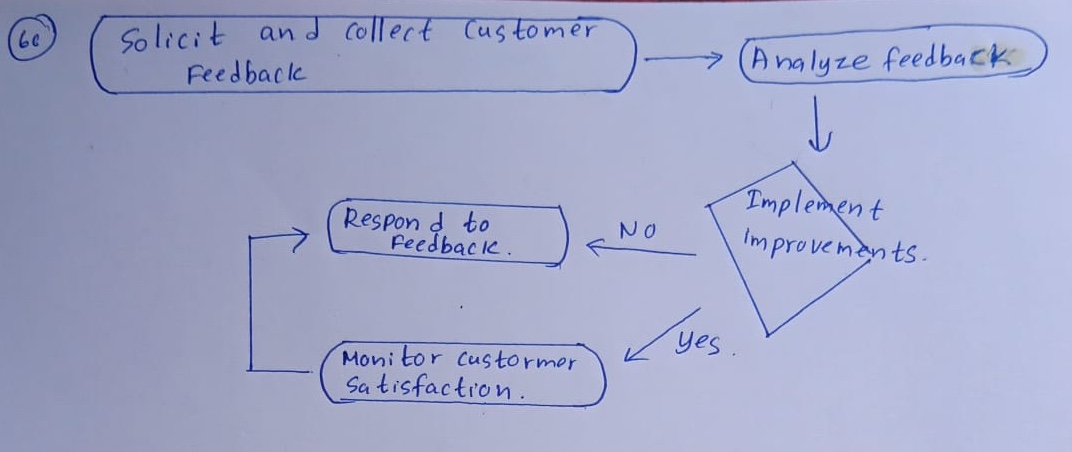 6c
Solicit and collect customer
Feedback
Analyze feedback
Implement
improvements.
No
Respond to
Feedback.
Yes.
Monitor custormer
Satisfaction.